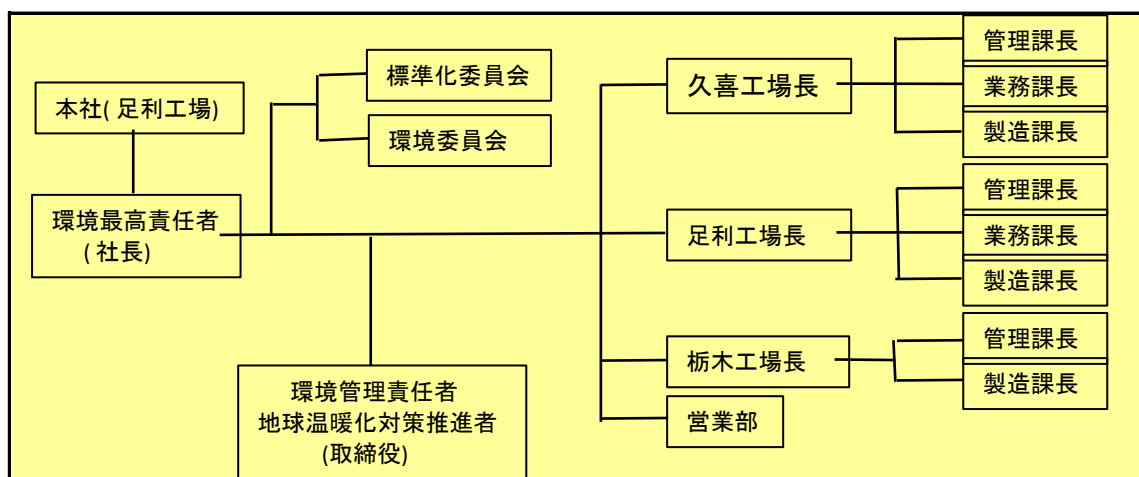 本社( 足利工場)
環境最高責任者
( 社長)
標準化委員会
環境委員会
環境管理責任者
地球温暖化対策推進者
(取締役)
久喜工場長
管理課長
業務課長
製造課長
足利工場長
管理課長
業務課長
製造課長
栃木工場長
管理課長
製造課長
営業部